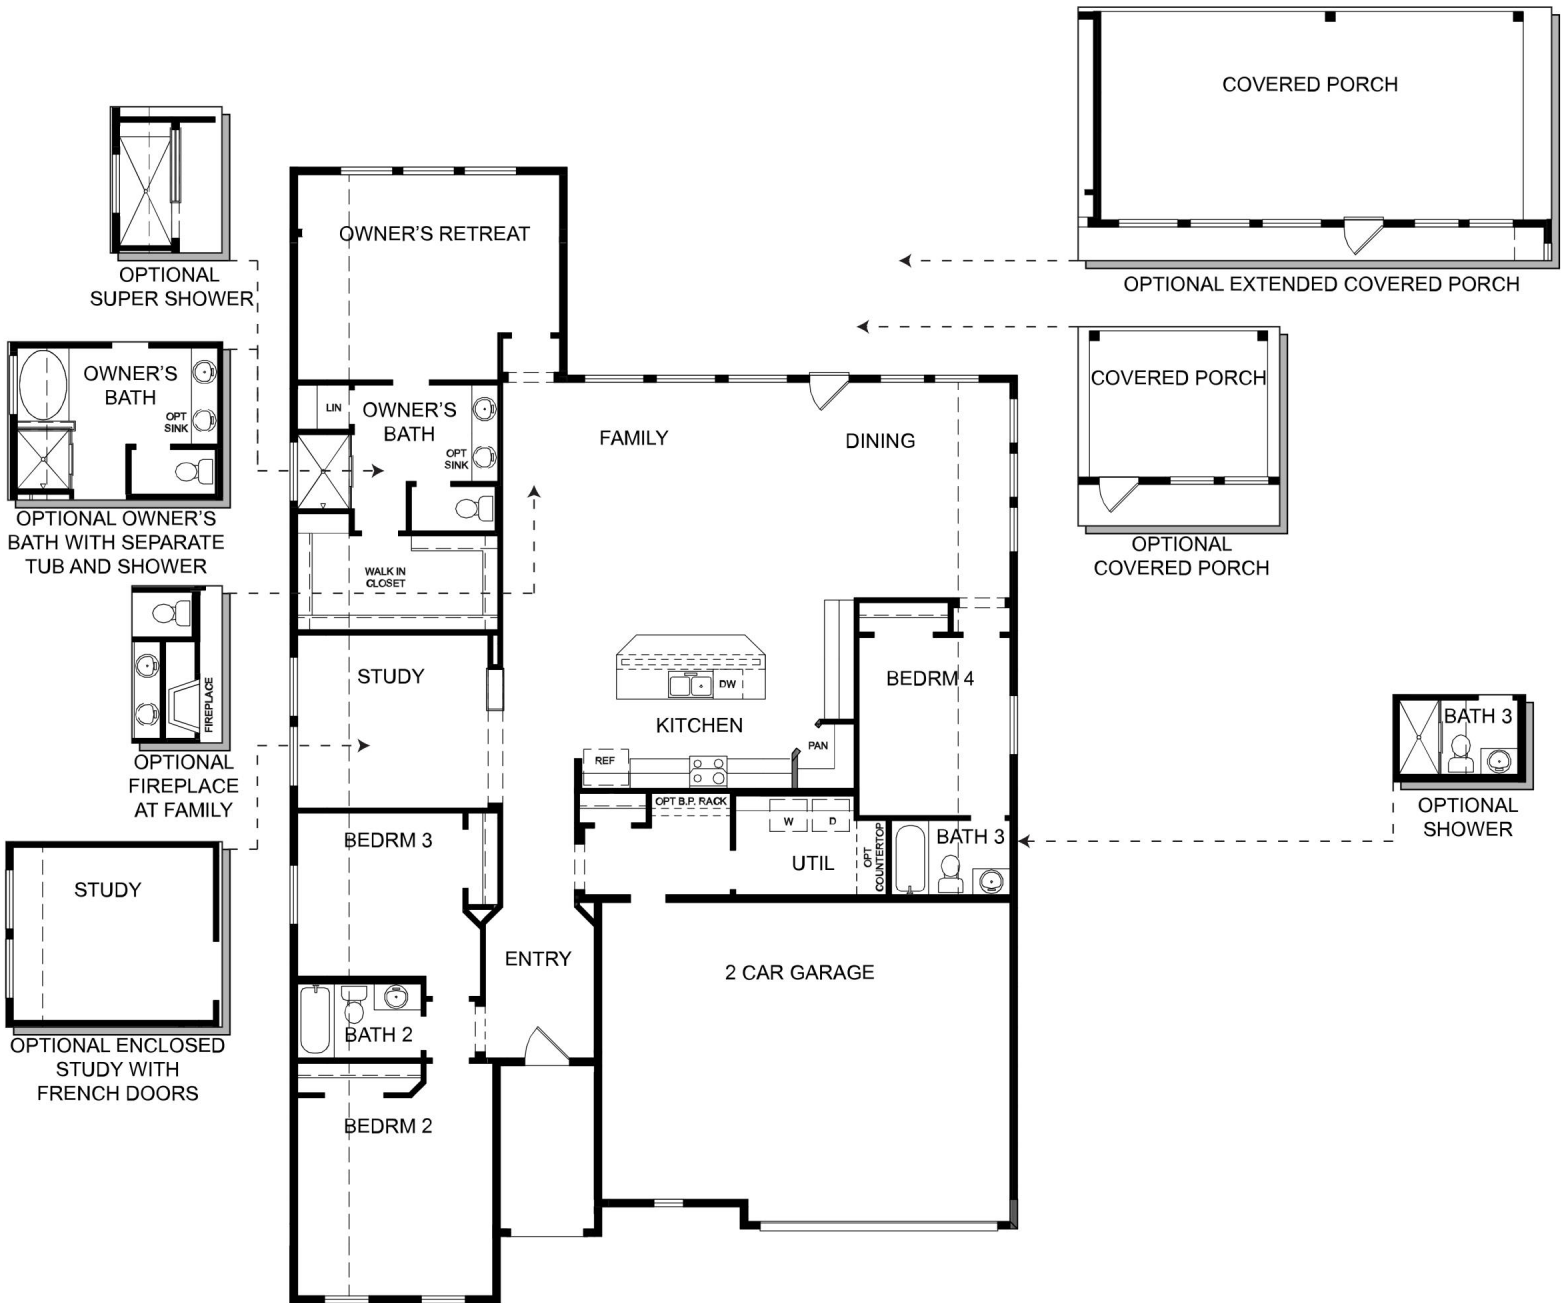 COVERED PORCH
OPTIONAL EXTENDED COVERED PORCH
OPTIONAL
SUPER SHOWER
OWNER'S RETREAT
COVERED PORCH
OPTIONAL
COVERED PORCH
OWNER'S
BATH
OPT
SINK
OPTIONAL OWNER'S
BATH WITH SEPARATE
TUB AND SHOWER
LIN
OWNER'S
BATH
OPT
SINK
FAMILY
DINING
WALK IN
CLOSET
FIREPLACE
OPTIONAL
FIREPLACE
AT FAMILY
STUDY
DW
KITCHEN
REF
PAN
BEDRM 4
BATH 3
OPTIONAL
SHOWER
OPT B.P. RACK
W
D
UTIL
OPT
COUNTERTOP
BATH 3
BEDRM 3
STUDY
OPTIONAL ENCLOSED
STUDY WITH
FRENCH DOORS
ENTRY
2 CAR GARAGE
BATH 2
BEDRM 2